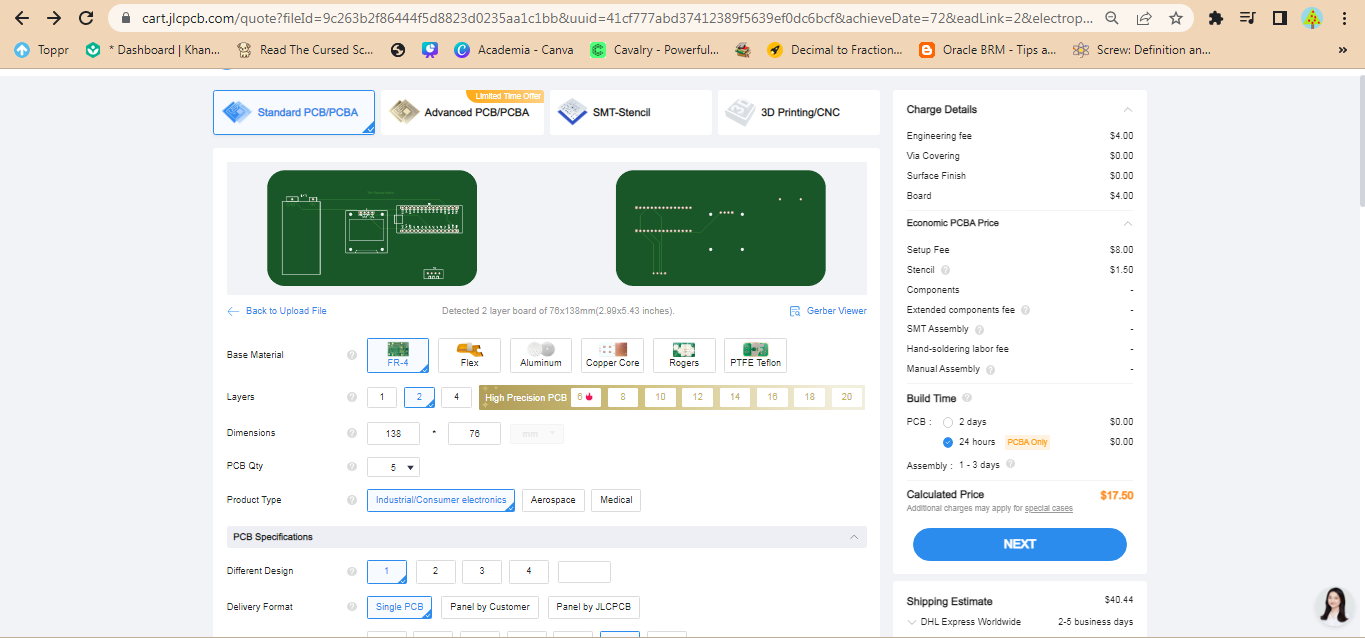 cart.jlcpcb.com/quote?fileId=9c263b2f86444f5d8823d0235aa1c1bb&uuid=41cf777abd37412389f5639ef0dc6bcf&achieveDate=72&eadLink=2&electrop...
Toppr * Dashboard | Khan... Read The Cursed Sc... Academia - Canva Cavalry - Powerful... Decimal to Fraction... Oracle BRM - Tips a... Screw: Definition an... »
Limited Time Offer
Standard PCB/PCBA Advanced PCB/PCBA SMT-Stencil 3D Printing/CNC
Back to Upload File Detected 2 layer board of 76x138mm(2.99x5.43 inches). Gerber Viewer
Base Material FR-4 Flex Aluminum Copper Core Rogers PTFE Teflon
Layers 1 2 4 High Precision PCB 6 8 10 12 14 16 18 20
Dimensions 138 * 76 mm
PCB Qty 5
Product Type Industrial/Consumer electronics Aerospace Medical
PCB Specifications
Different Design 1 2 3 4
Delivery Format Single PCB Panel by Customer Panel by JLCPCB
Charge Details
Engineering fee $4.00
Via Covering $0.00
Surface Finish $0.00
Board $4.00
Economic PCBA Price
Setup Fee $8.00
Stencil $1.50
Components -
Extended components fee -
SMT Assembly -
Hand-soldering labor fee -
Manual Assembly -
Build Time
PCB : 2 days $0.00
24 hours PCBA Only $0.00
Assembly : 1 - 3 days
Calculated Price $17.50
Additional charges may apply for special cases
NEXT
Shipping Estimate $40.44
DHL Express Worldwide 2-5 business days